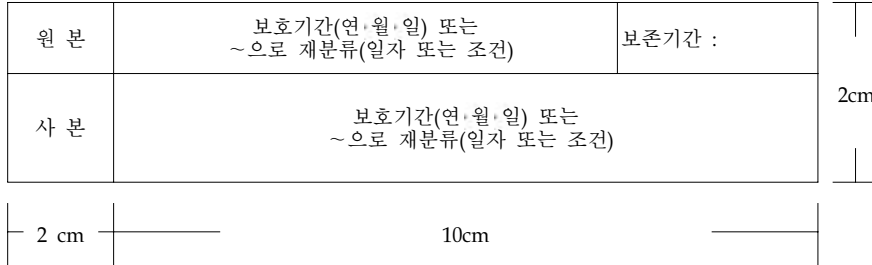 원 본
보호기간(연·월·일) 또는
~으로 재분류(일자 또는 조건)
보존기간 :
사 본
보호기간(연·월·일) 또는
~으로 재분류(일자 또는 조건)
2cm
2 cm
10cm